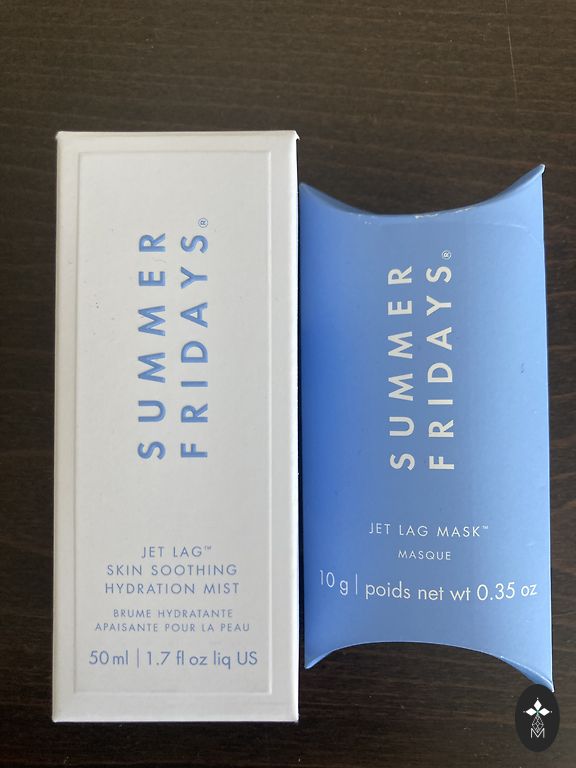 SUMMER
FRIDAYS®
JET LAG™
SKIN SOOTHING
HYDRATION MIST
BRUME HYDRATANTE
APAISANTE POUR LA PEAU
50 ml | 1.7 fl oz liq US
SUMMER
FRIDAYS®
JET LAG MASK™
MASQUE
10 g | poids net wt 0.35 oz
M